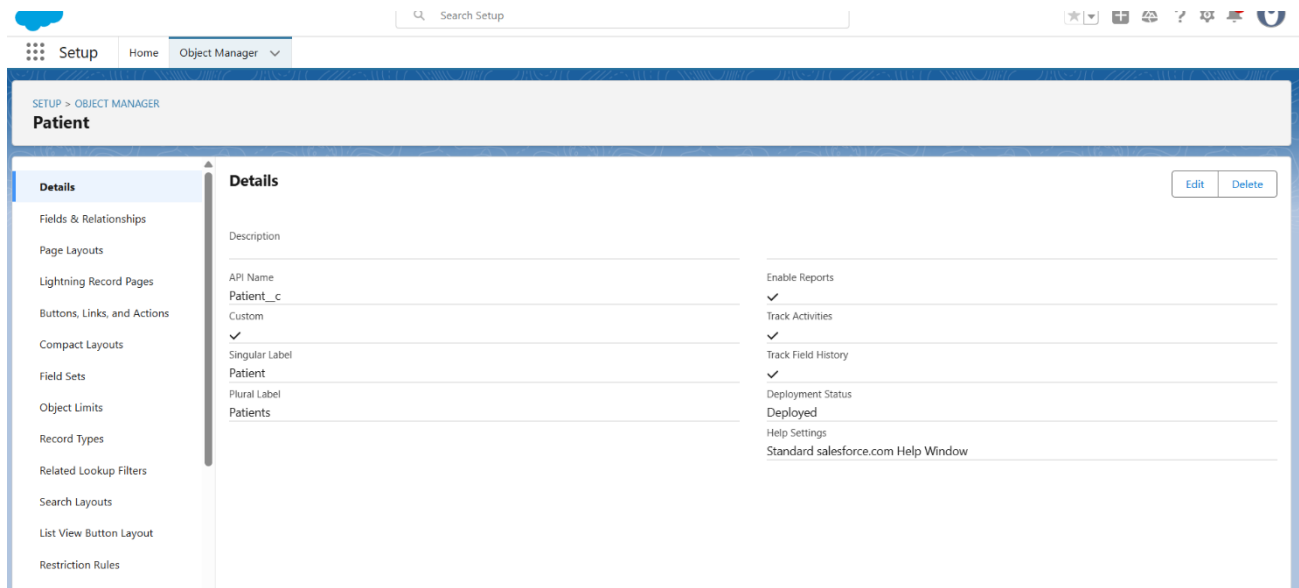 Search Setup
Setup Home Object Manager
SETUP > OBJECT MANAGER
Patient
Details
Fields & Relationships
Page Layouts
Lightning Record Pages
Buttons, Links, and Actions
Compact Layouts
Field Sets
Object Limits
Record Types
Related Lookup Filters
Search Layouts
List View Button Layout
Restriction Rules
Details
Edit Delete
Description
API Name
Patient__c
Custom
Singular Label
Patient
Plural Label
Patients
Enable Reports
Track Activities
Track Field History
Deployment Status
Deployed
Help Settings
Standard salesforce.com Help Window